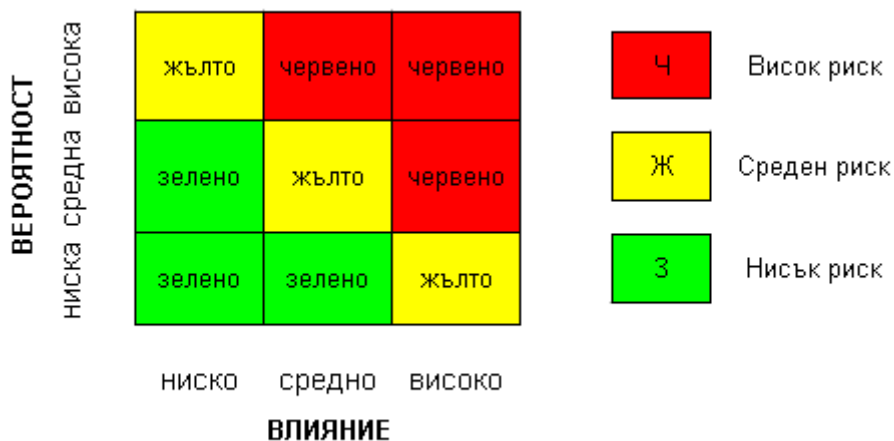 ВЕРОЯТНОСТ
висока
средна
ниска
жълто червено червено
зелено жълто червено
зелено зелено жълто
ниско средно високо
ВЛИЯНИЕ
Ч Висок риск
Ж Среден риск
З Нисък риск